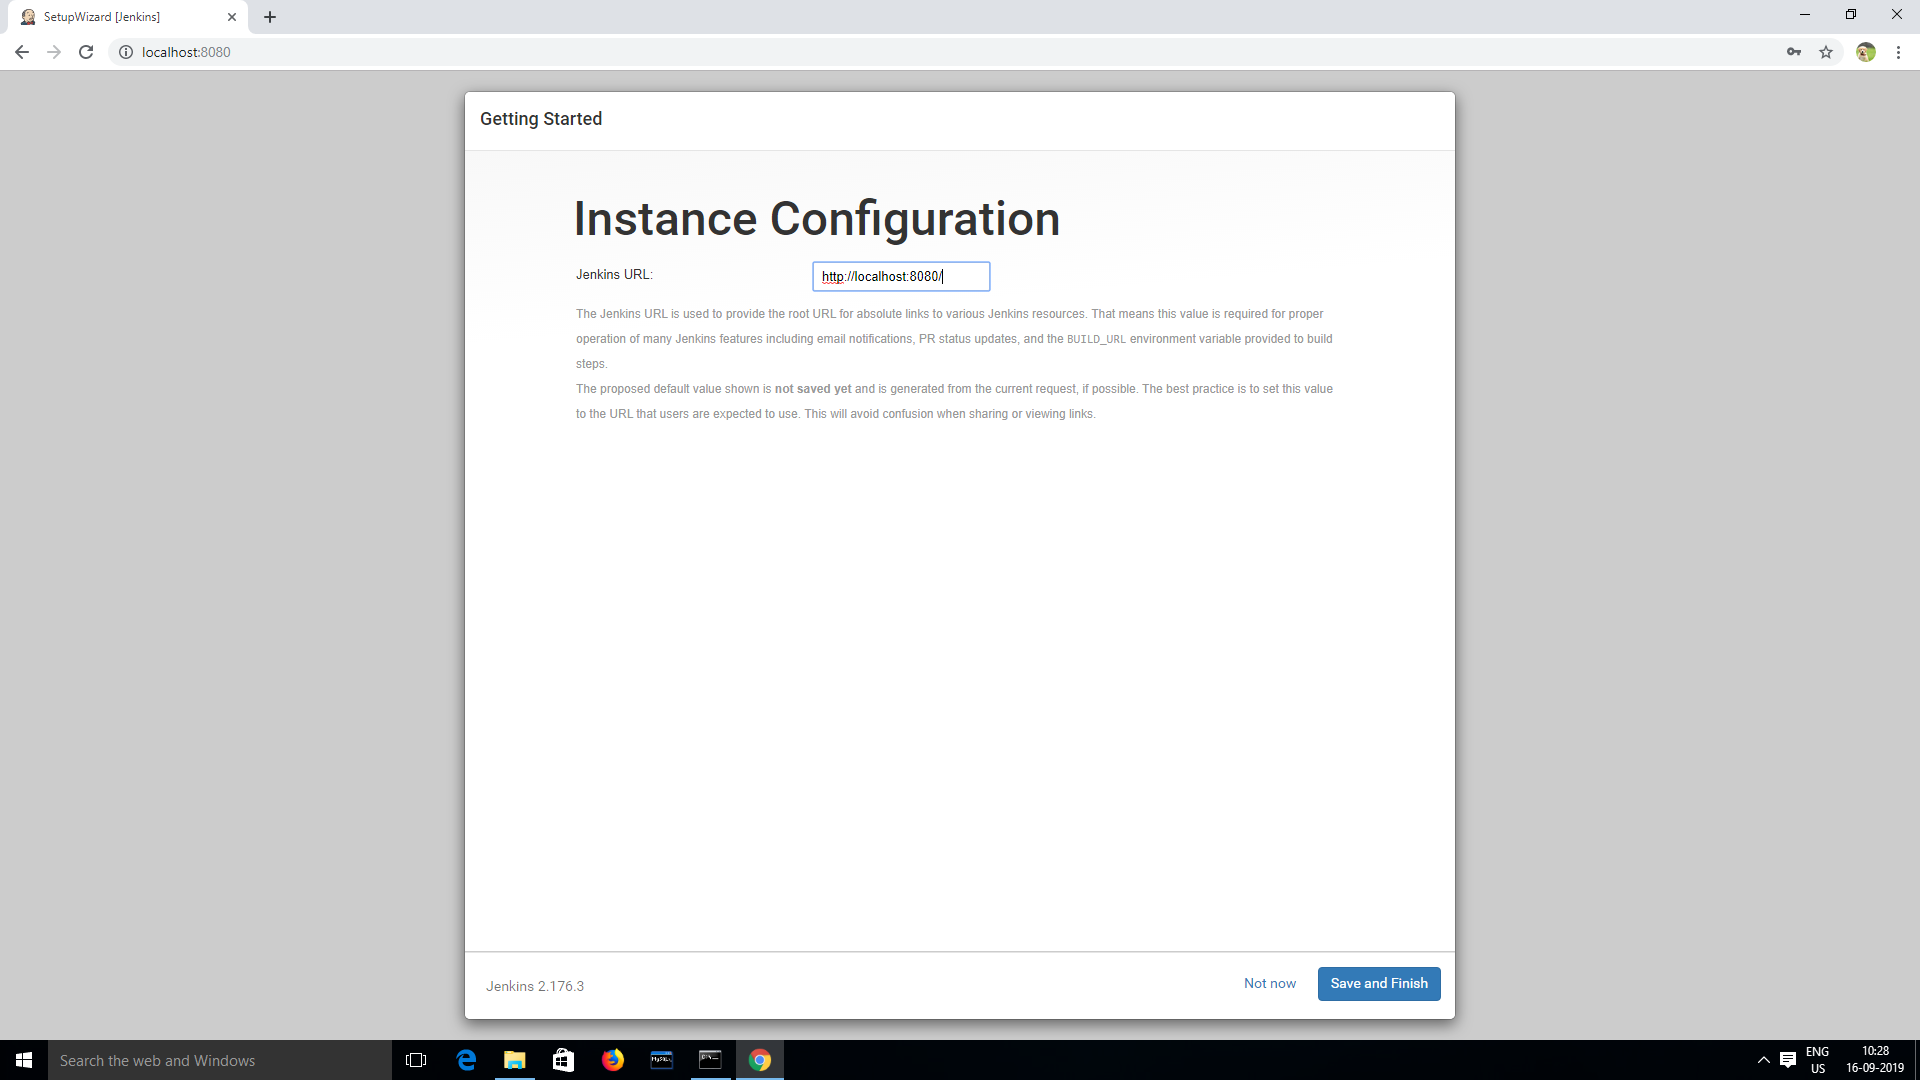 SetupWizard [Jenkins]
localhost:8080
Getting Started
Instance Configuration
Jenkins URL:
http://localhost:8080/
The Jenkins URL is used to provide the root URL for absolute links to various Jenkins resources. That means this value is required for proper
operation of many Jenkins features including email notifications, PR status updates, and the BUILD_URL environment variable provided to build
steps.
The proposed default value shown is not saved yet and is generated from the current request, if possible. The best practice is to set this value
to the URL that users are expected to use. This will avoid confusion when sharing or viewing links.
Jenkins 2.176.3
Not now
Save and Finish
Search the web and Windows
MySQL
ENG
US
10:28
16-09-2019